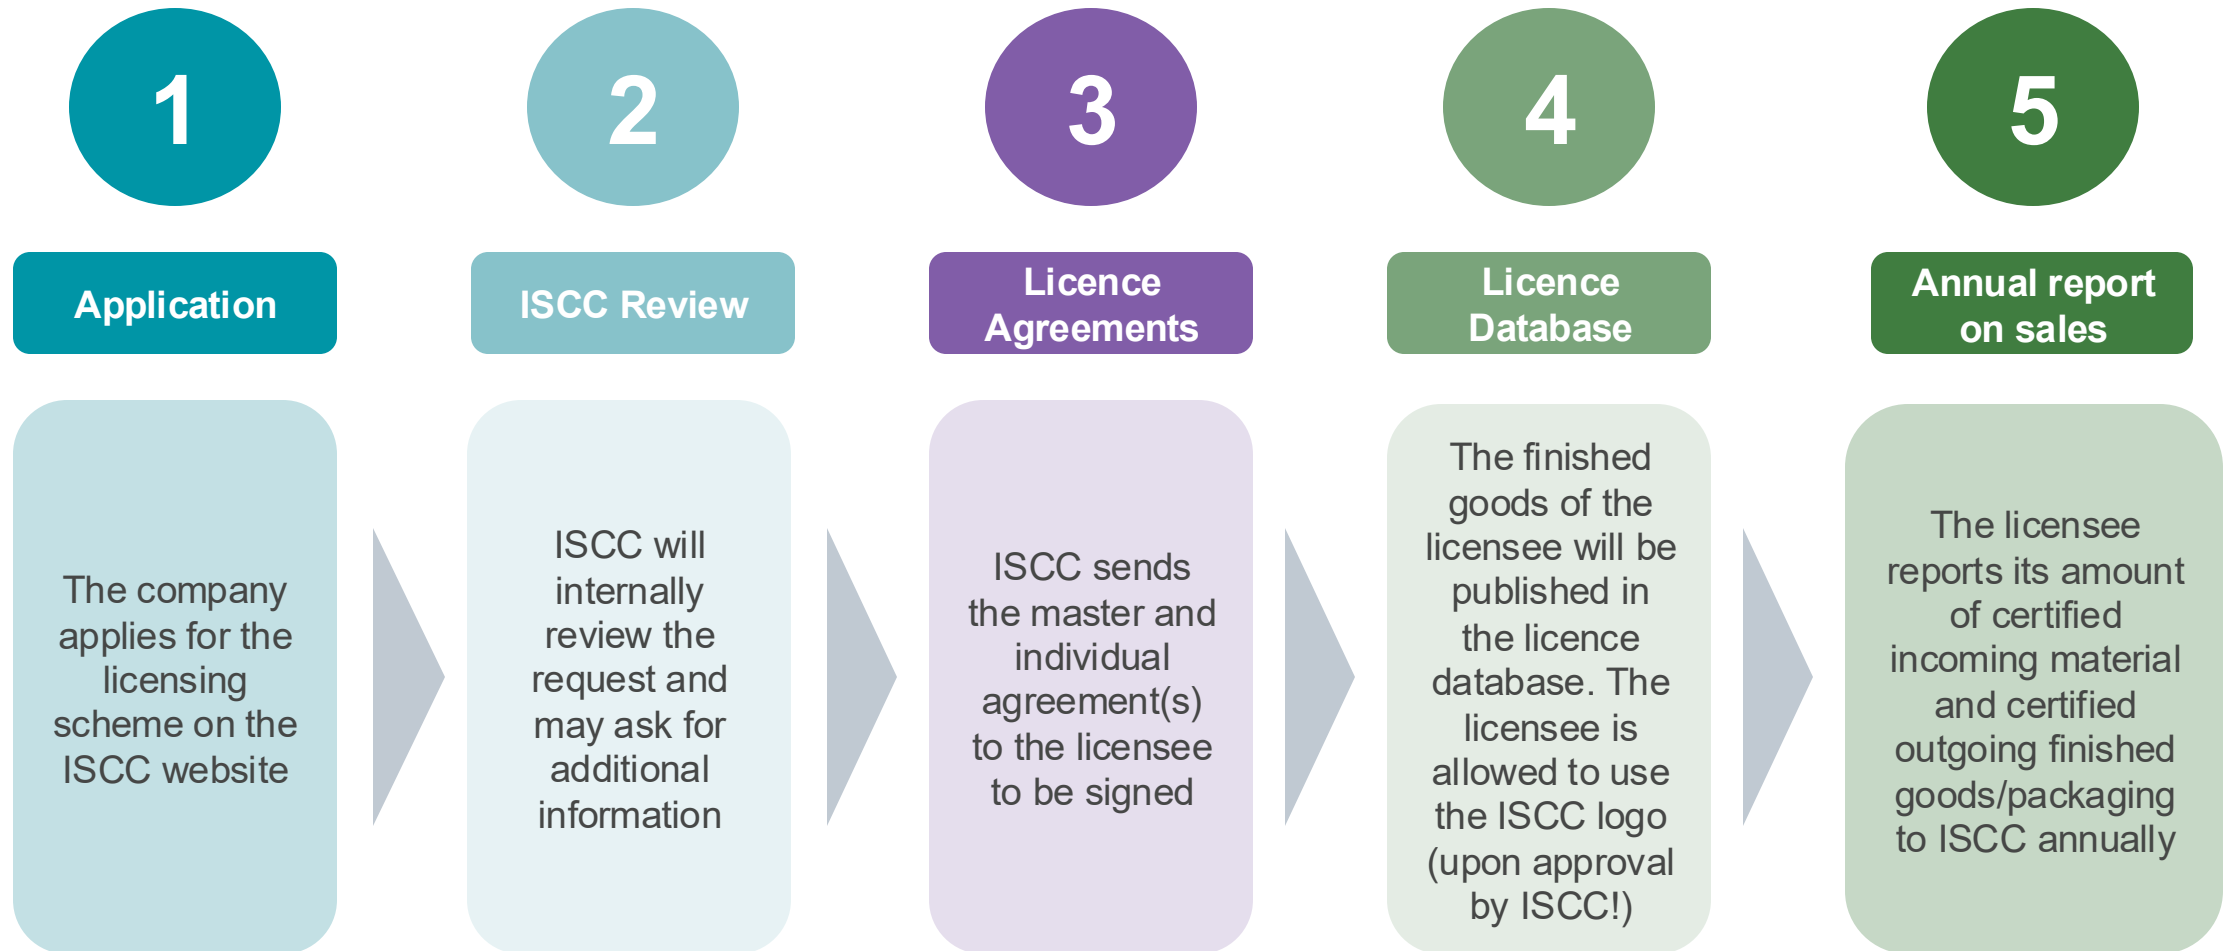 1
2
3
4
5
Application
ISCC Review
Licence
Agreements
Licence
Database
Annual report
on sales
The company
applies for the
licensing
scheme on the
ISCC website
ISCC will
internally
review the
request and
may ask for
additional
information
ISCC sends
the master and
individual
agreement(s)
to the licensee
to be signed
The finished
goods of the
licensee will be
published in
the licence
database. The
licensee is
allowed to use
the ISCC logo
(upon approval
by ISCC!)
The licensee
reports its amount
of certified
incoming material
and certified
outgoing finished
goods/packaging
to ISCC annually